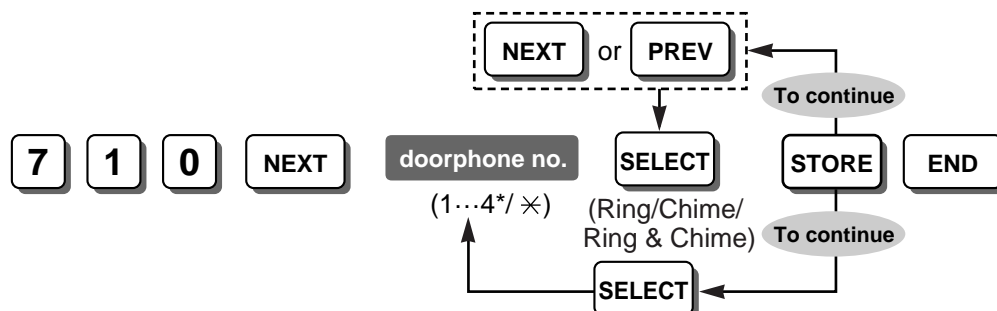 NEXT or PREV
To continue
7 1 0 NEXT doorphone no. SELECT STORE END
(1···4*/ ✳)
(Ring/Chime/
Ring & Chime)
To continue
SELECT